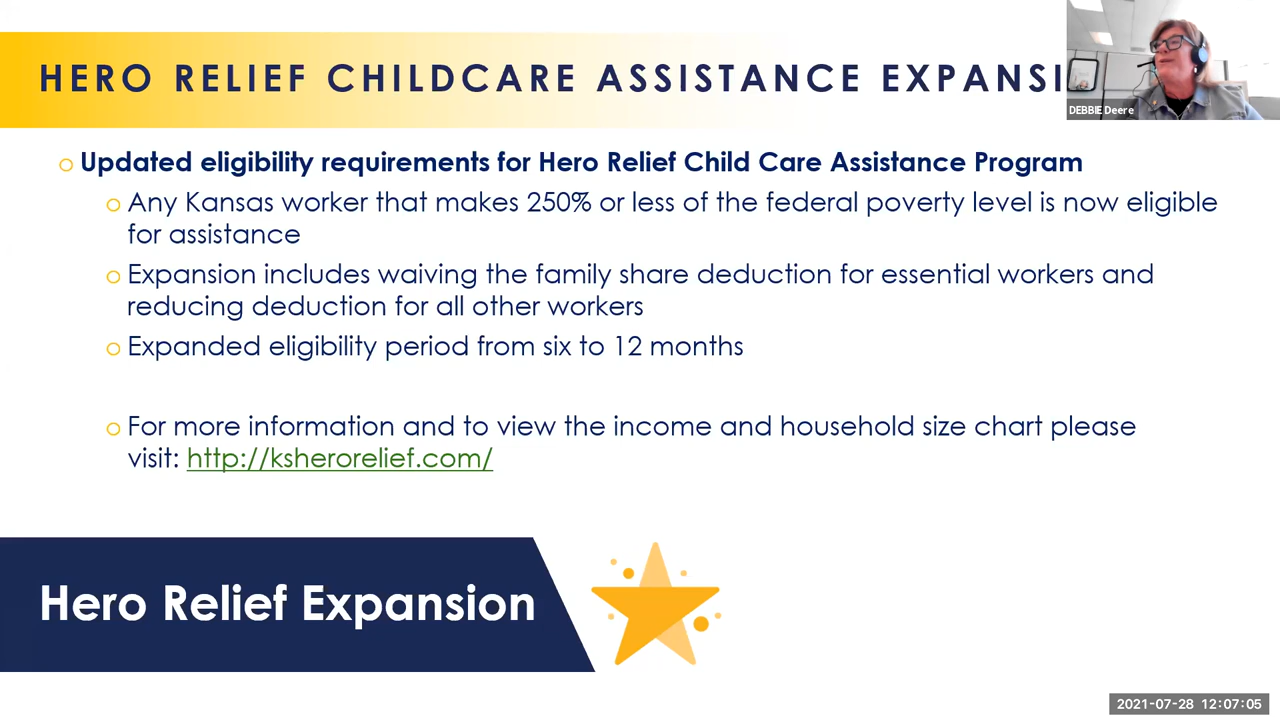 HERO RELIEF CHILDCARE ASSISTANCE EXPANSI
DEBBIE Deere
Updated eligibility requirements for Hero Relief Child Care Assistance Program
Any Kansas worker that makes 250% or less of the federal poverty level is now eligible
for assistance
Expansion includes waiving the family share deduction for essential workers and
reducing deduction for all other workers
Expanded eligibility period from six to 12 months
For more information and to view the income and household size chart please
visit: http://ksherorelief.com/
Hero Relief Expansion
2021-07-28 12:07:05